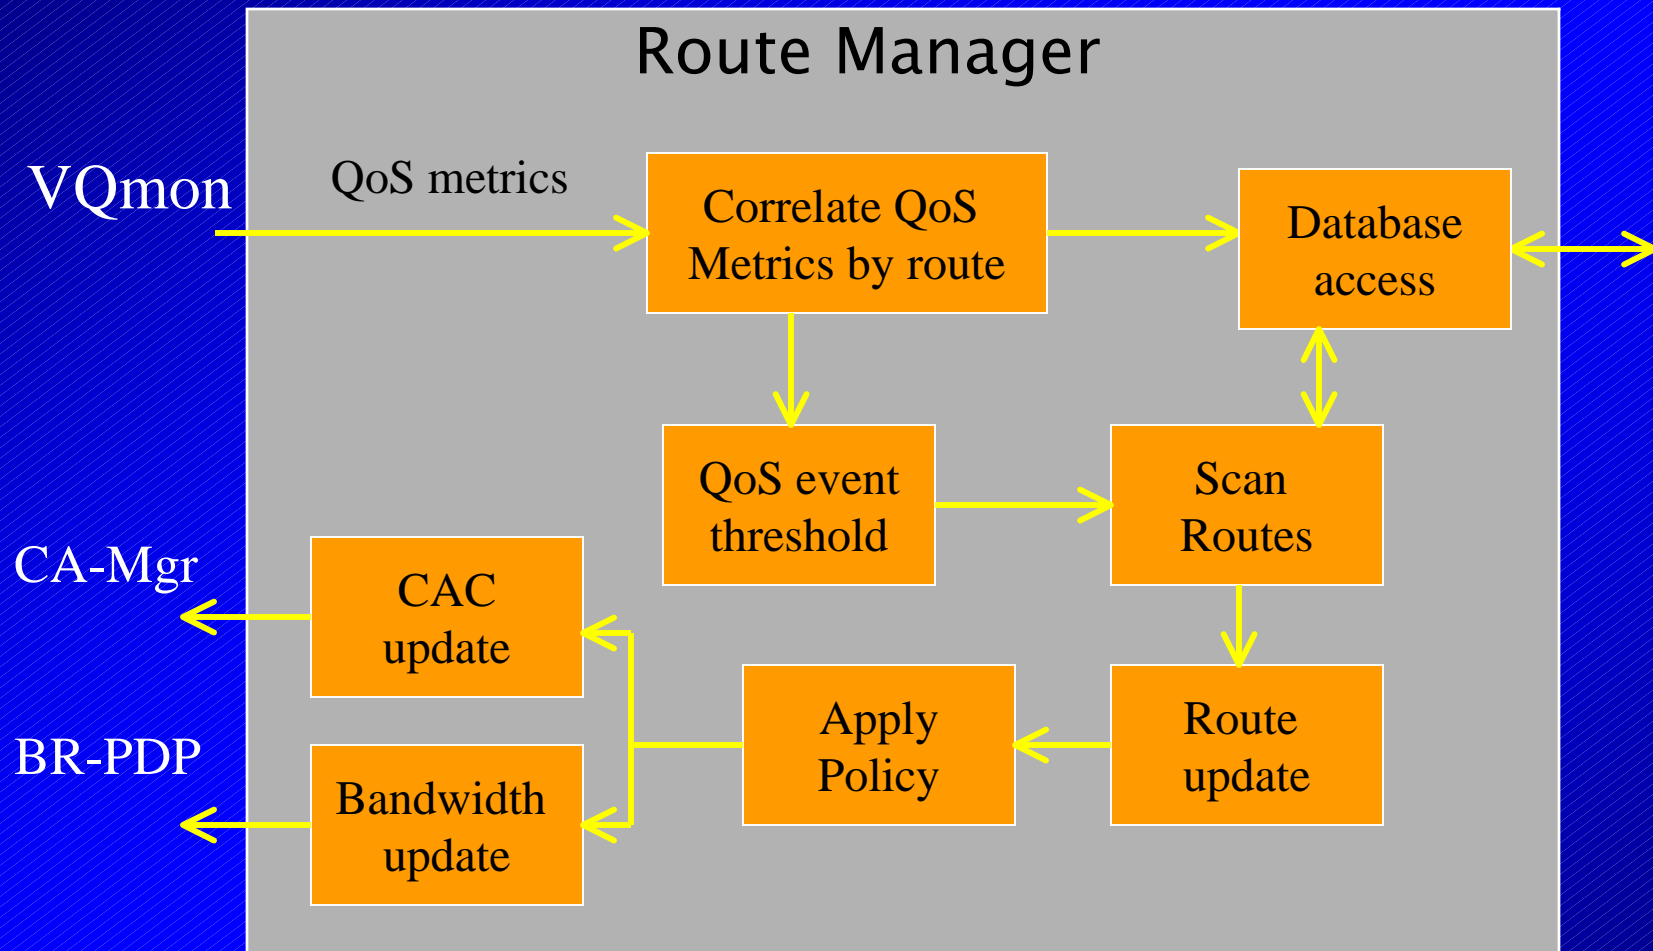 Route Manager
VQmon
QoS metrics
Correlate QoS
Metrics by route
Database
access
QoS event
threshold
Scan
Routes
CA-Mgr
CAC
update
BR-PDP
Bandwidth
update
Apply
Policy
Route
update